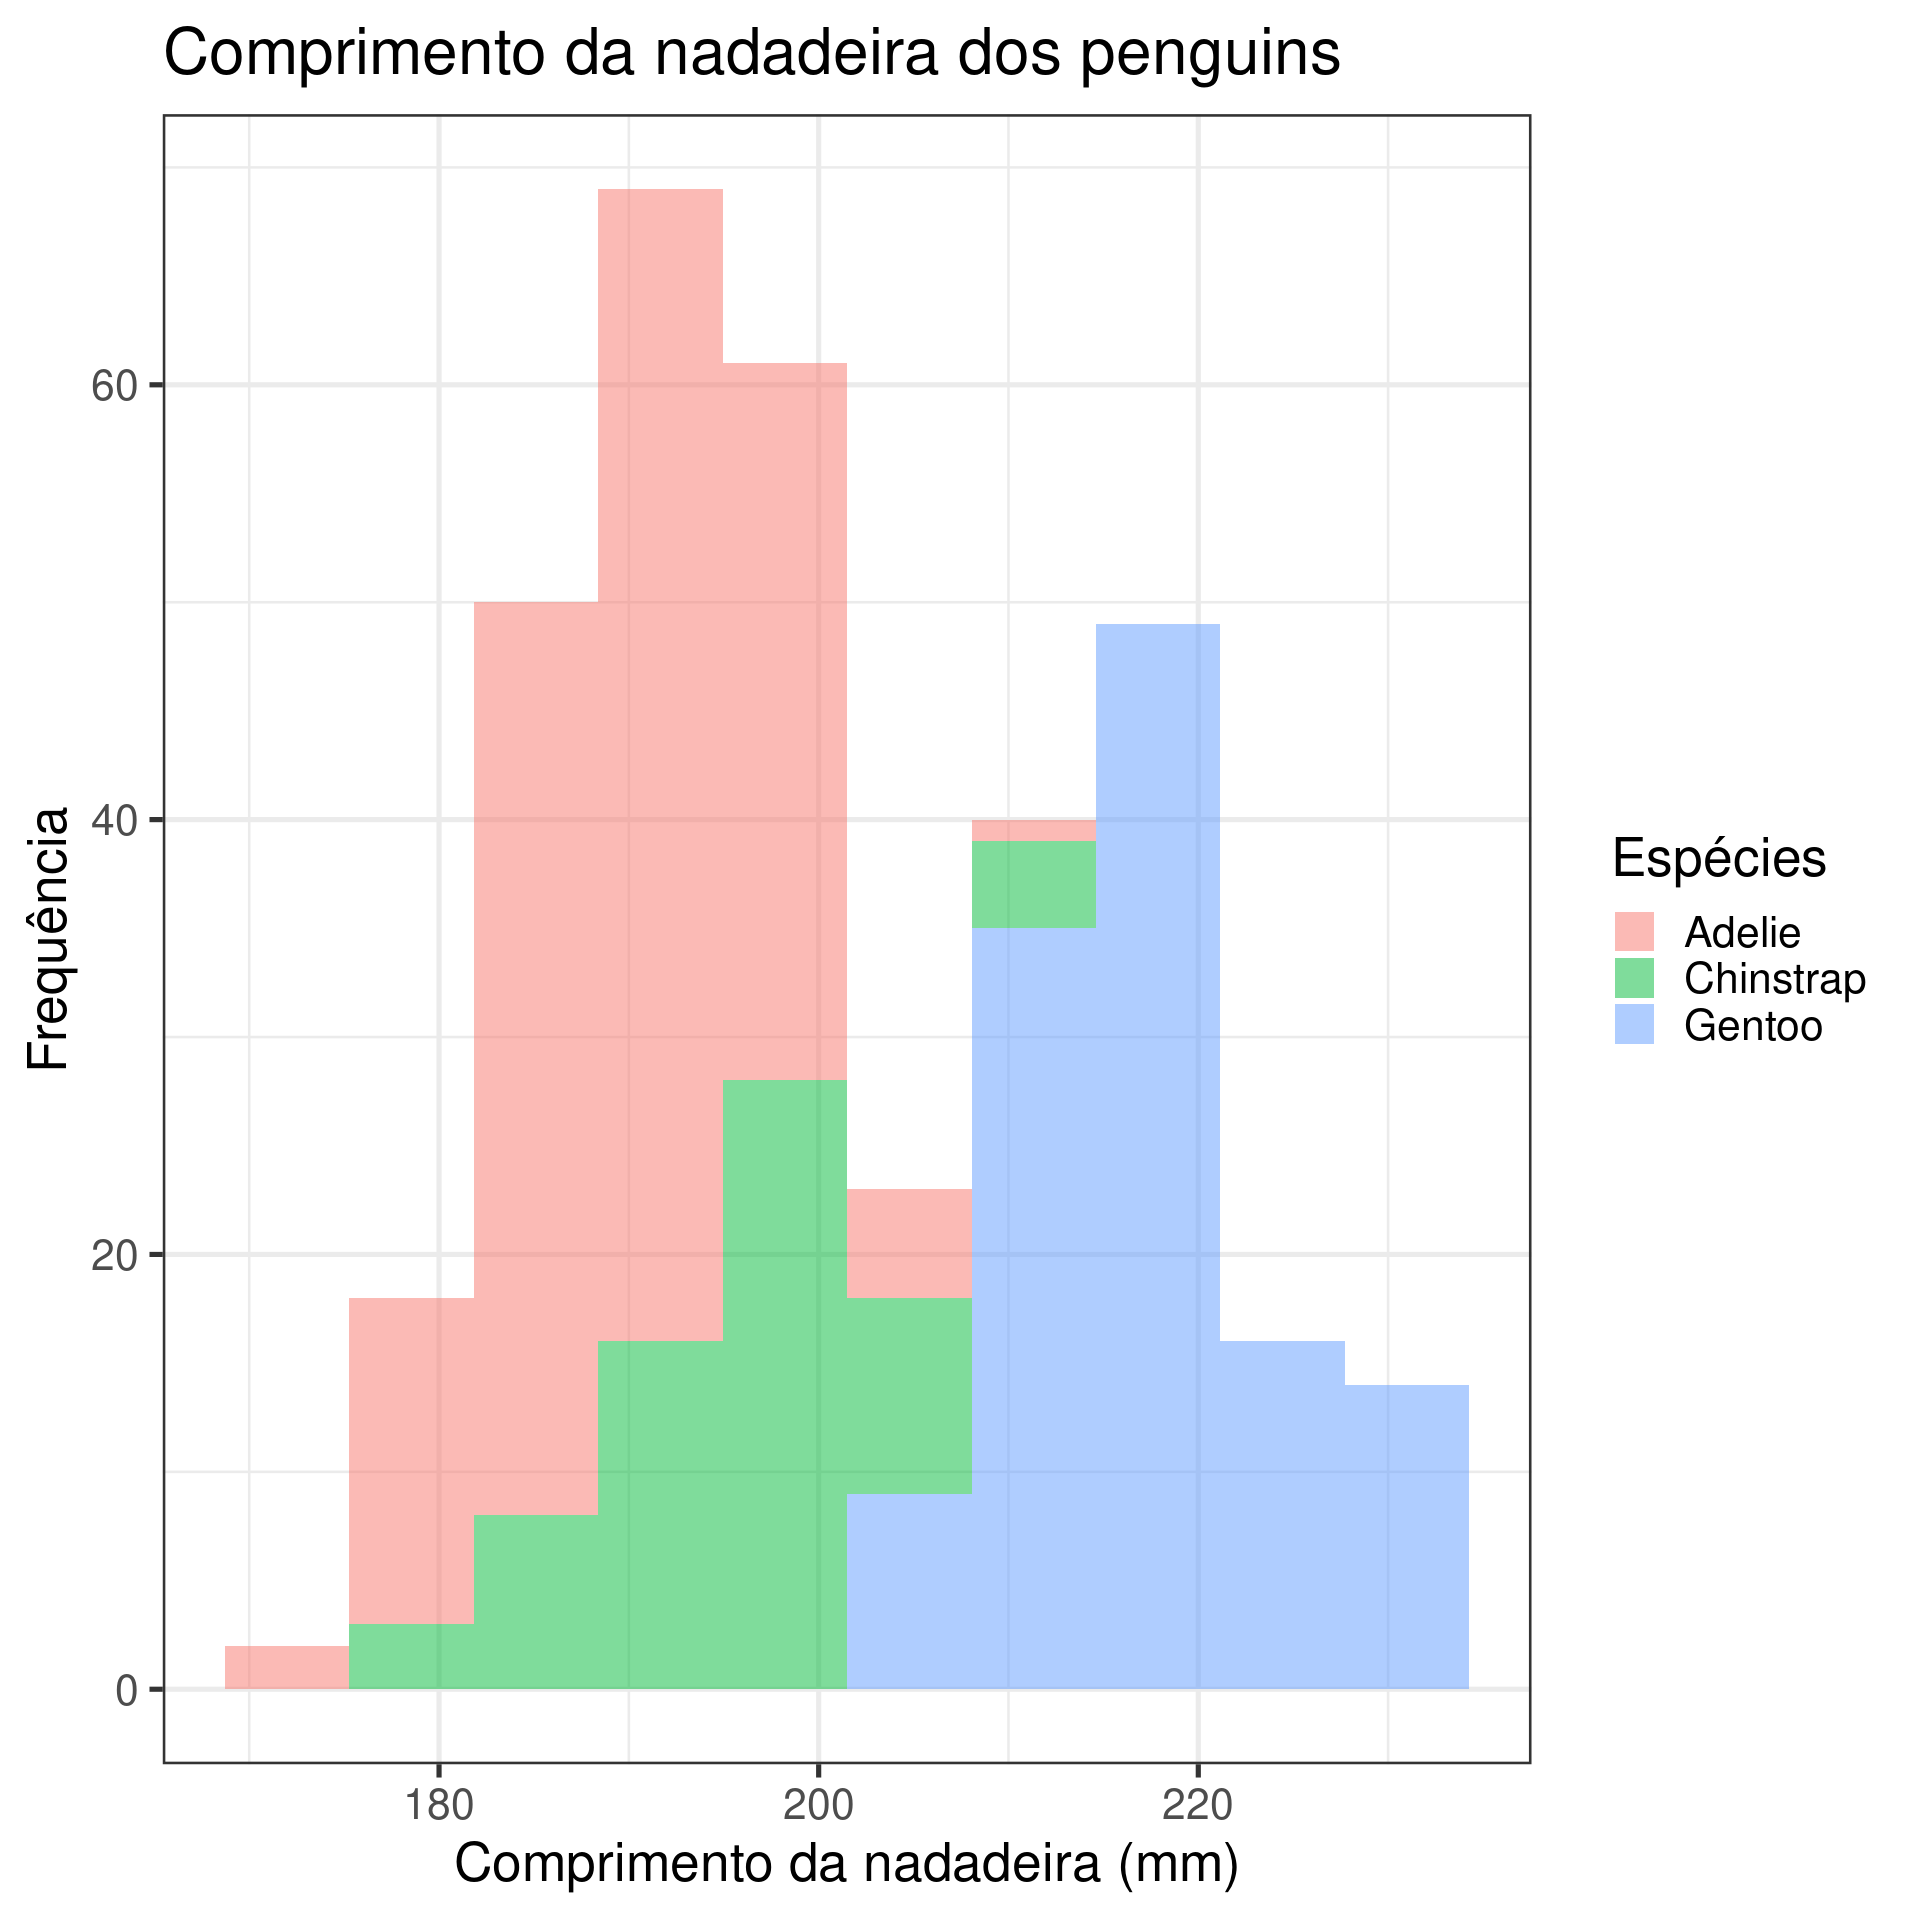 Comprimento da nadadeira dos penguins
Frequência
60
40
20
0
180 200 220
Comprimento da nadadeira (mm)
Espécies
Adelie
Chinstrap
Gentoo